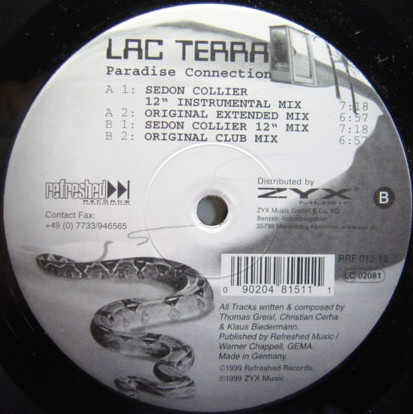 LAC TERRA
Paradise Connection
A 1: SEDON COLLIER
12" INSTRUMENTAL MIX 7:18
A 2: ORIGINAL EXTENDED MIX 6:57
B 1: SEDON COLLIER 12" MIX 7:18
B 2: ORIGINAL CLUB MIX 6:57
refreshed
RECORDS
Contact Fax:
+49 (0) 7733/946565
Distributed by
ZYX
MUSIC
ZYX Music GmbH & Co. KG
B
RRF 012-12
LC 02061
0 90204 81511 1
All Tracks written & composed by
Thomas Greisl, Christian Cerha
& Klaus Biedermann.
Published by Refreshed Music /
Warner Chappell, GEMA.
Made in Germany.
©1999 Refreshed Records.
℗1999 ZYX Music